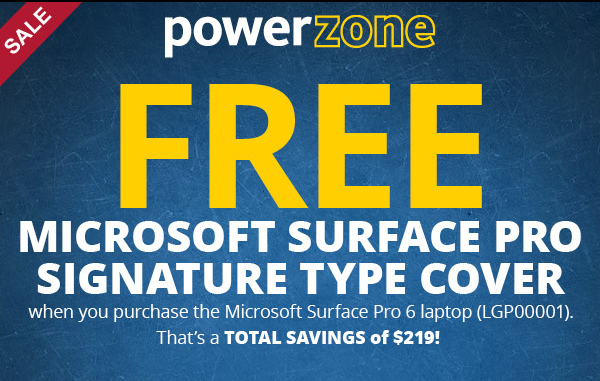 SALE
powerzone
FREE
MICROSOFT SURFACE PRO
SIGNATURE TYPE COVER
when you purchase the Microsoft Surface Pro 6 laptop (LGP00001).
That's a TOTAL SAVINGS of $219!